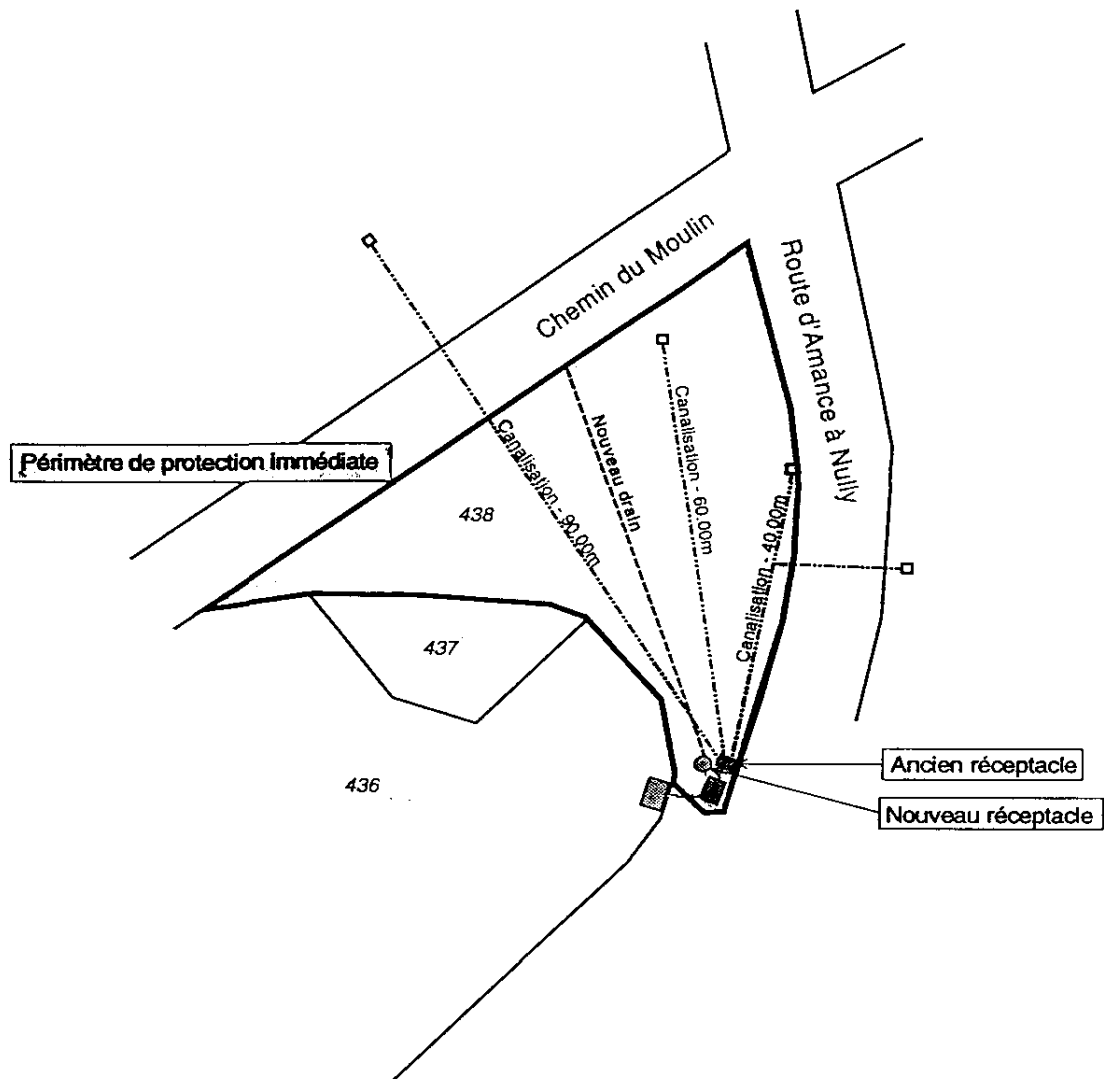 Chemin du Moulin
Route d'Amance à Nully
Canalisation - 60.00m
Nouveau drain
Canalisation - 90.00m
Périmètre de protection immédiate
438
Canalisation - 40.00m
437
436
Ancien réceptacle
Nouveau réceptacle